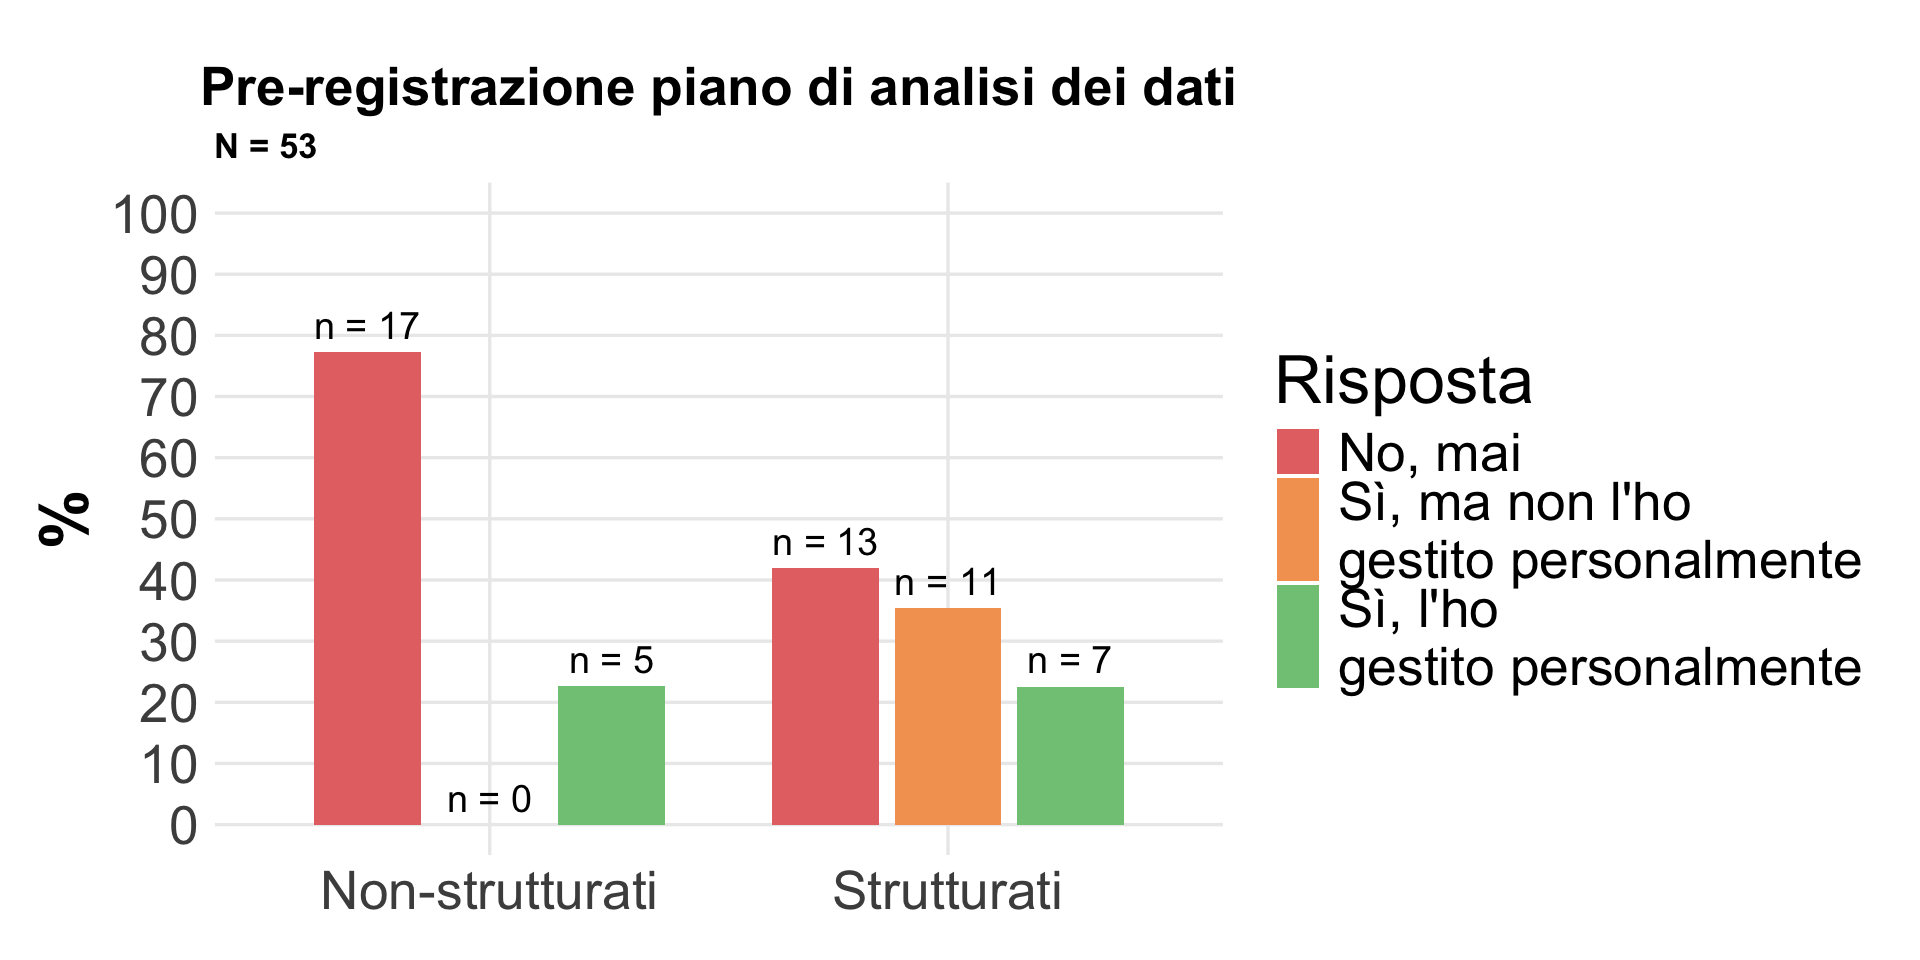 Pre-registrazione piano di analisi dei dati
N = 53
%
100
90
80
70
60
50
40
30
20
10
0
n = 17
n = 0
n = 5
n = 13
n = 11
n = 7
Non-strutturati
Strutturati
Risposta
No, mai
Sì, ma non l'ho
gestito personalmente
Sì, l'ho
gestito personalmente